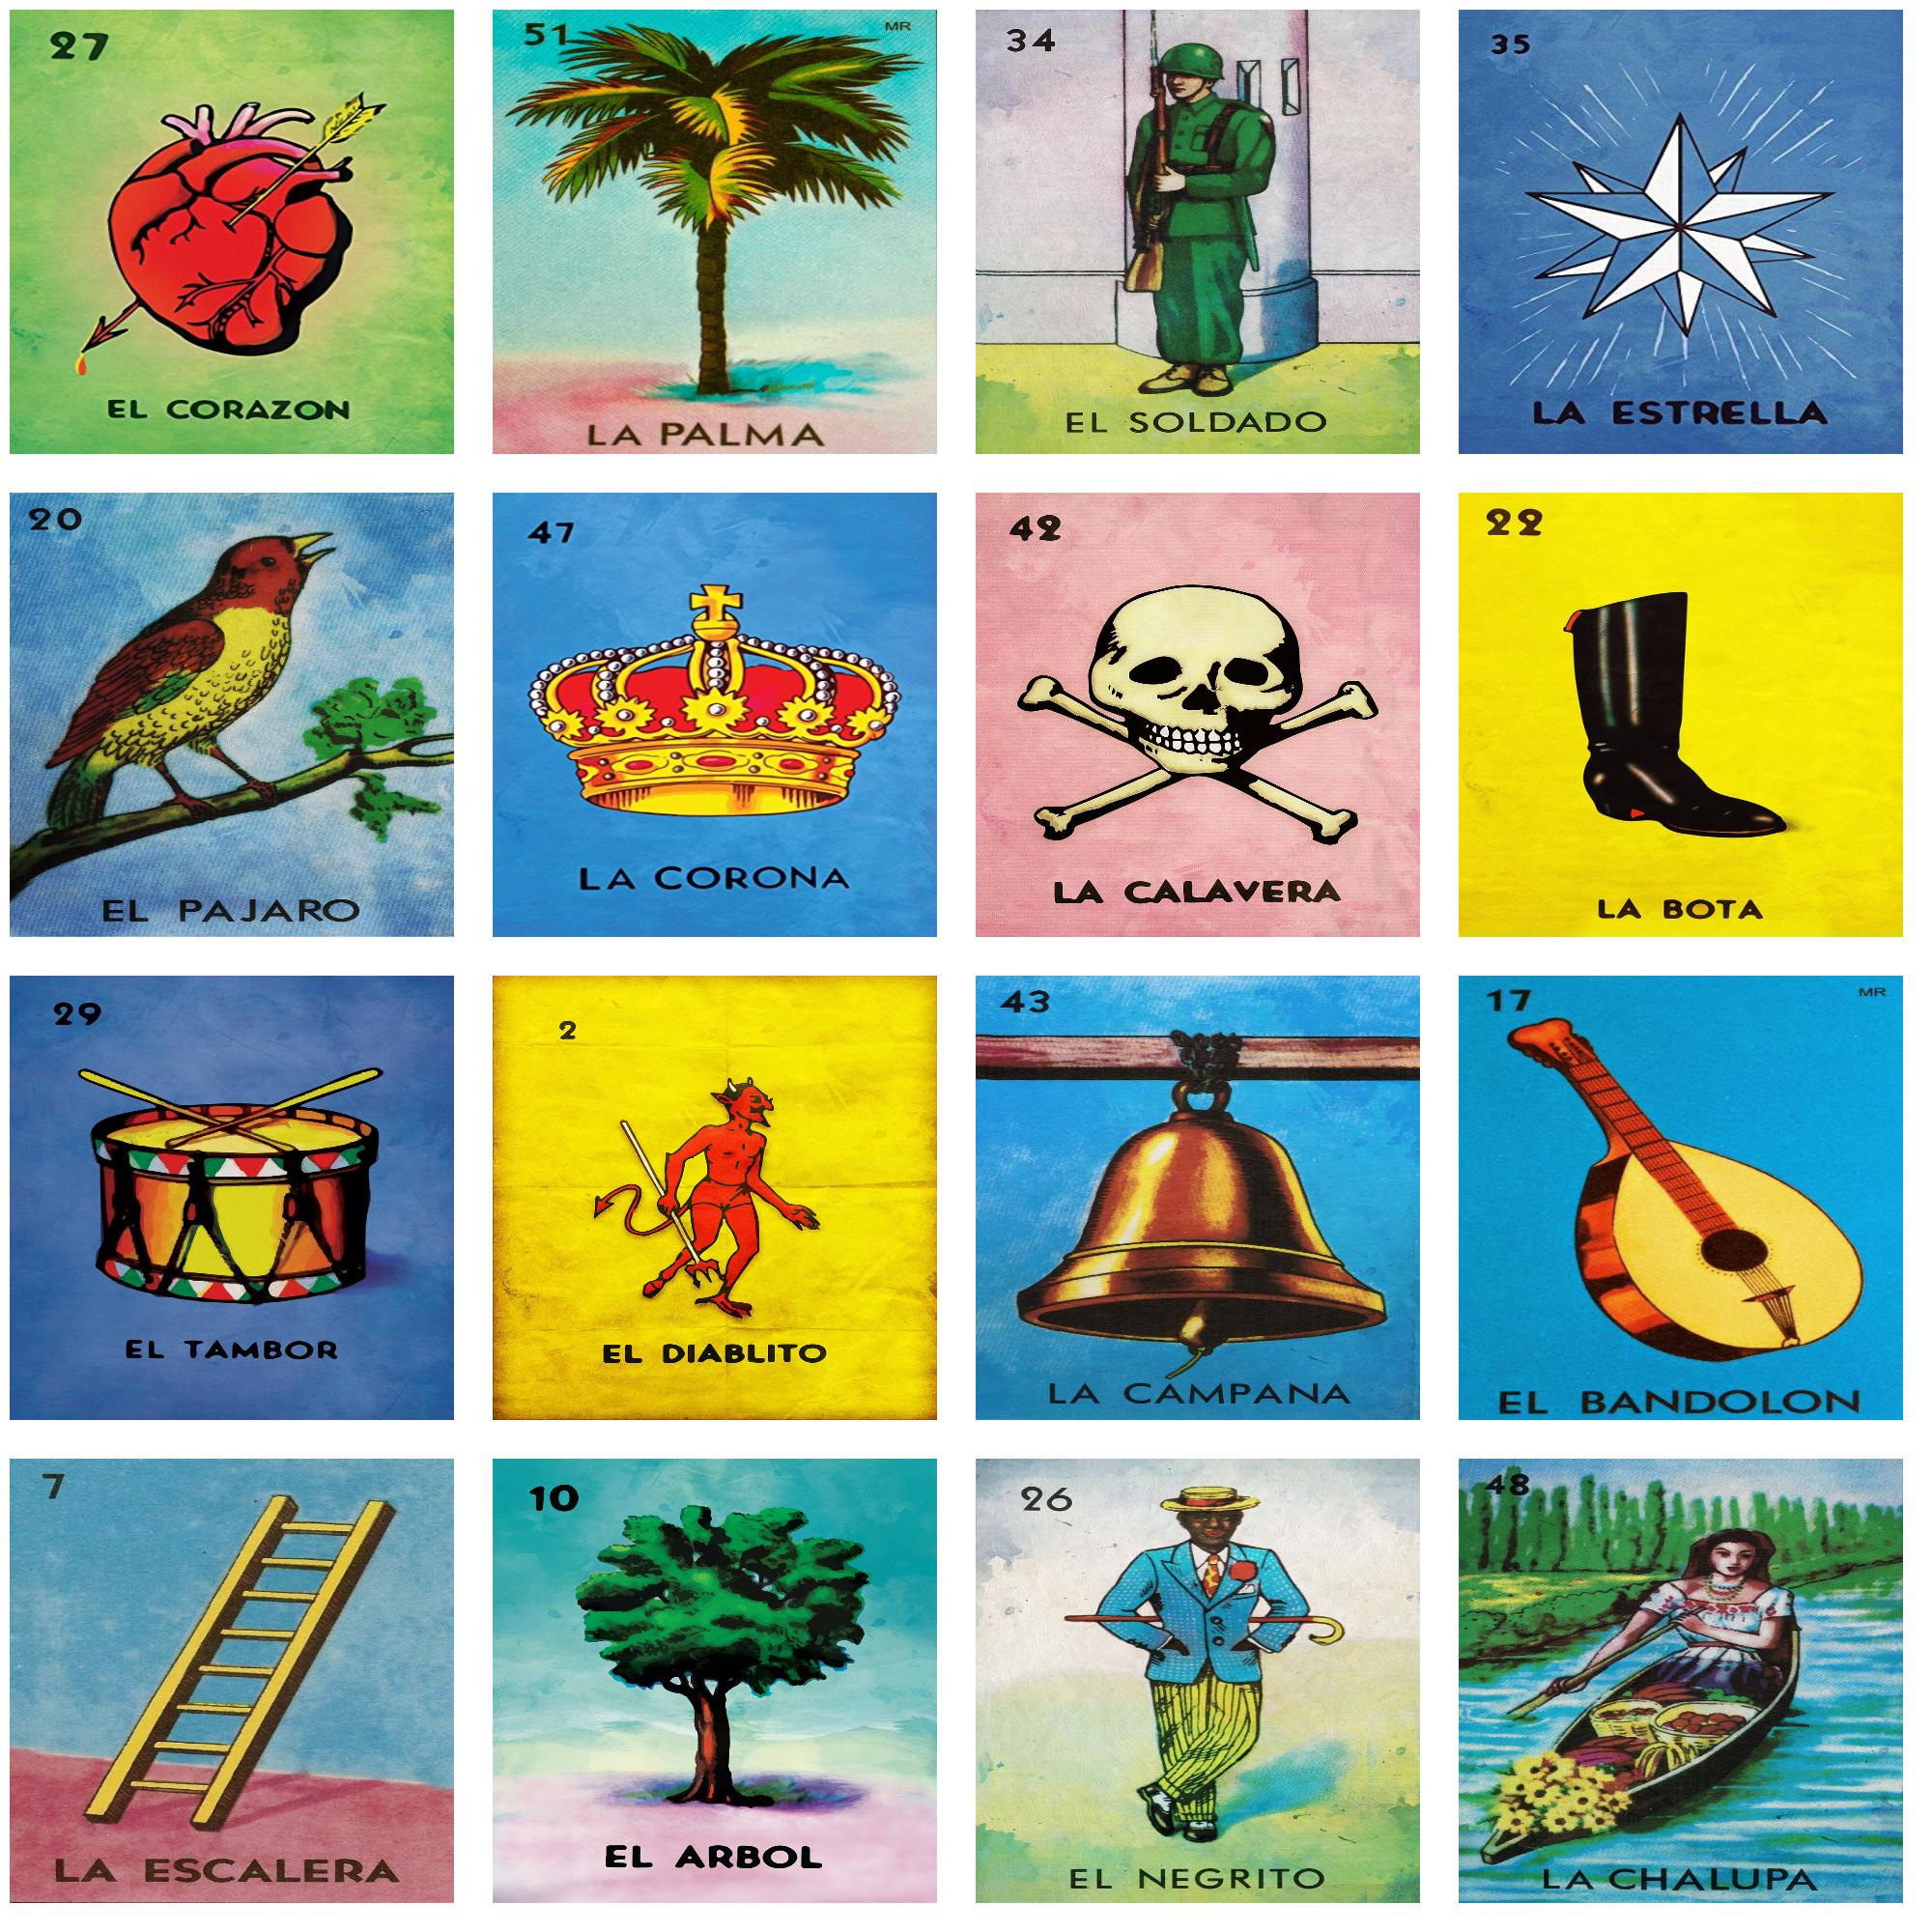 27
EL CORAZON
51
MR
LA PALMA
34
EL SOLDADO
35
LA ESTRELLA
20
EL PAJARO
47
LA CORONA
42
LA CALAVERA
22
LA BOTA
29
EL TAMBOR
2
EL DIABLITO
43
LA CAMPANA
17
MR
EL BANDOLON
7
LA ESCALERA
10
EL ARBOL
26
EL NEGRITO
48
LA CHALUPA